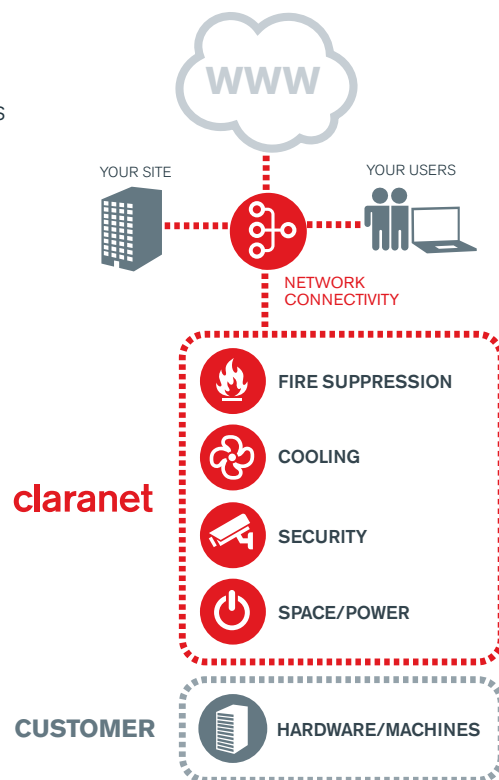 WWW
S
YOUR SITE
YOUR USERS
NETWORK
CONNECTIVITY
FIRE SUPPRESSION
COOLING
claranet
SECURITY
SPACE/POWER
CUSTOMER
HARDWARE/MACHINES